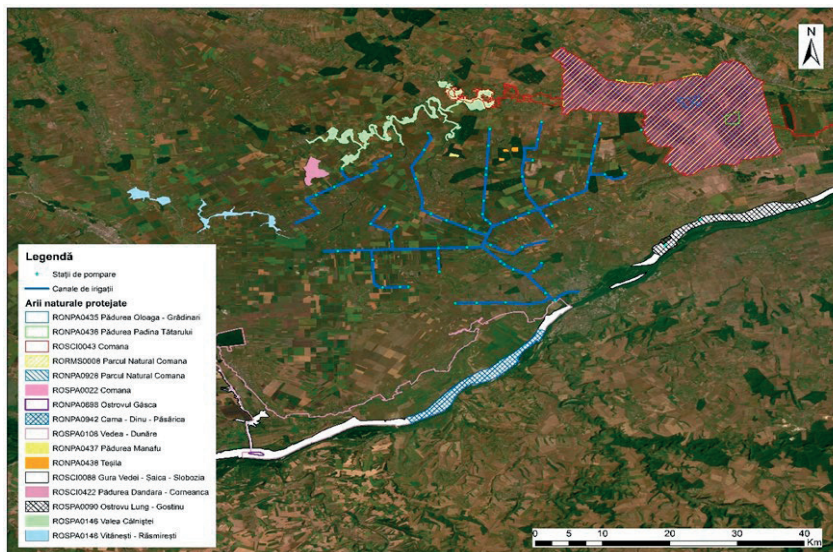 N
Legendă
Stații de pompare
Canale de irigații
Arii naturale protejate
RONPA0435 Pădurea Oloaga - Grădinari
RONPA0436 Pădurea Padina Tătarului
ROSCI0043 Comana
RORMS0008 Parcul Natural Comana
RONPA0928 Parcul Natural Comana
ROSPA0022 Comana
RONPA0698 Ostrovul Gâsca
RONPA0942 Cama - Dinu - Păsărica
ROSPA0108 Vedea - Dunăre
RONPA0437 Pădurea Manafu
RONPA0438 Teșila
ROSCI0088 Gura Vedei - Șaica - Slobozia
ROSCI0422 Pădurea Dandara - Corneanca
ROSPA0090 Ostrovu Lung - Gostinu
ROSPA0146 Valea Câlniștei
ROSPA0146 Vitănești - Răsmirești
0 5 10 20 30 40
Km